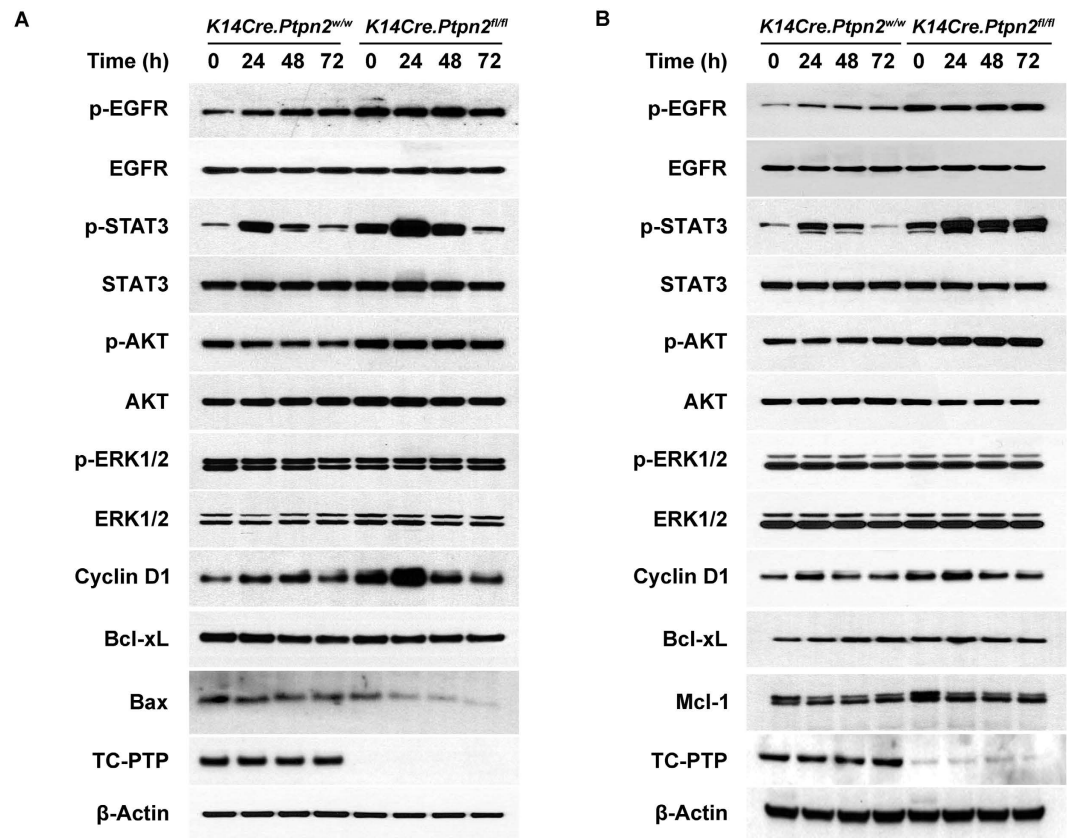 A
K14Cre.Ptpn2w/w K14Cre.Ptpn2fl/fl
Time (h) 0 24 48 72 0 24 48 72
p-EGFR
EGFR
p-STAT3
STAT3
p-AKT
AKT
p-ERK1/2
ERK1/2
Cyclin D1
Bcl-xL
Bax
TC-PTP
β-Actin
B
K14Cre.Ptpn2w/w K14Cre.Ptpn2fl/fl
Time (h) 0 24 48 72 0 24 48 72
p-EGFR
EGFR
p-STAT3
STAT3
p-AKT
AKT
p-ERK1/2
ERK1/2
Cyclin D1
Bcl-xL
Mcl-1
TC-PTP
β-Actin